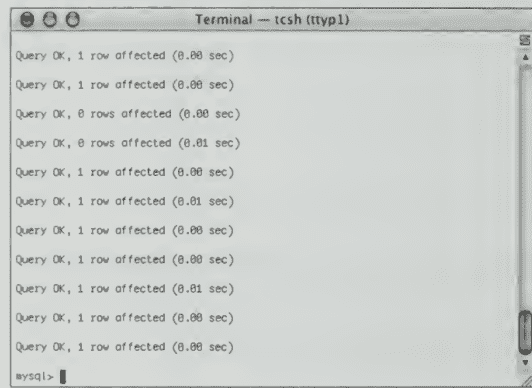 Terminal — tcsh (ttyp1)
Query OK, 1 row affected (0.00 sec)
Query OK, 1 row affected (0.00 sec)
Query OK, 0 rows affected (0.00 sec)
Query OK, 0 rows affected (0.01 sec)
Query OK, 1 row affected (0.00 sec)
Query OK, 1 row affected (0.01 sec)
Query OK, 1 row affected (0.00 sec)
Query OK, 1 row affected (0.00 sec)
Query OK, 1 row affected (0.01 sec)
Query OK, 1 row affected (0.00 sec)
Query OK, 1 row affected (0.00 sec)
mysql>